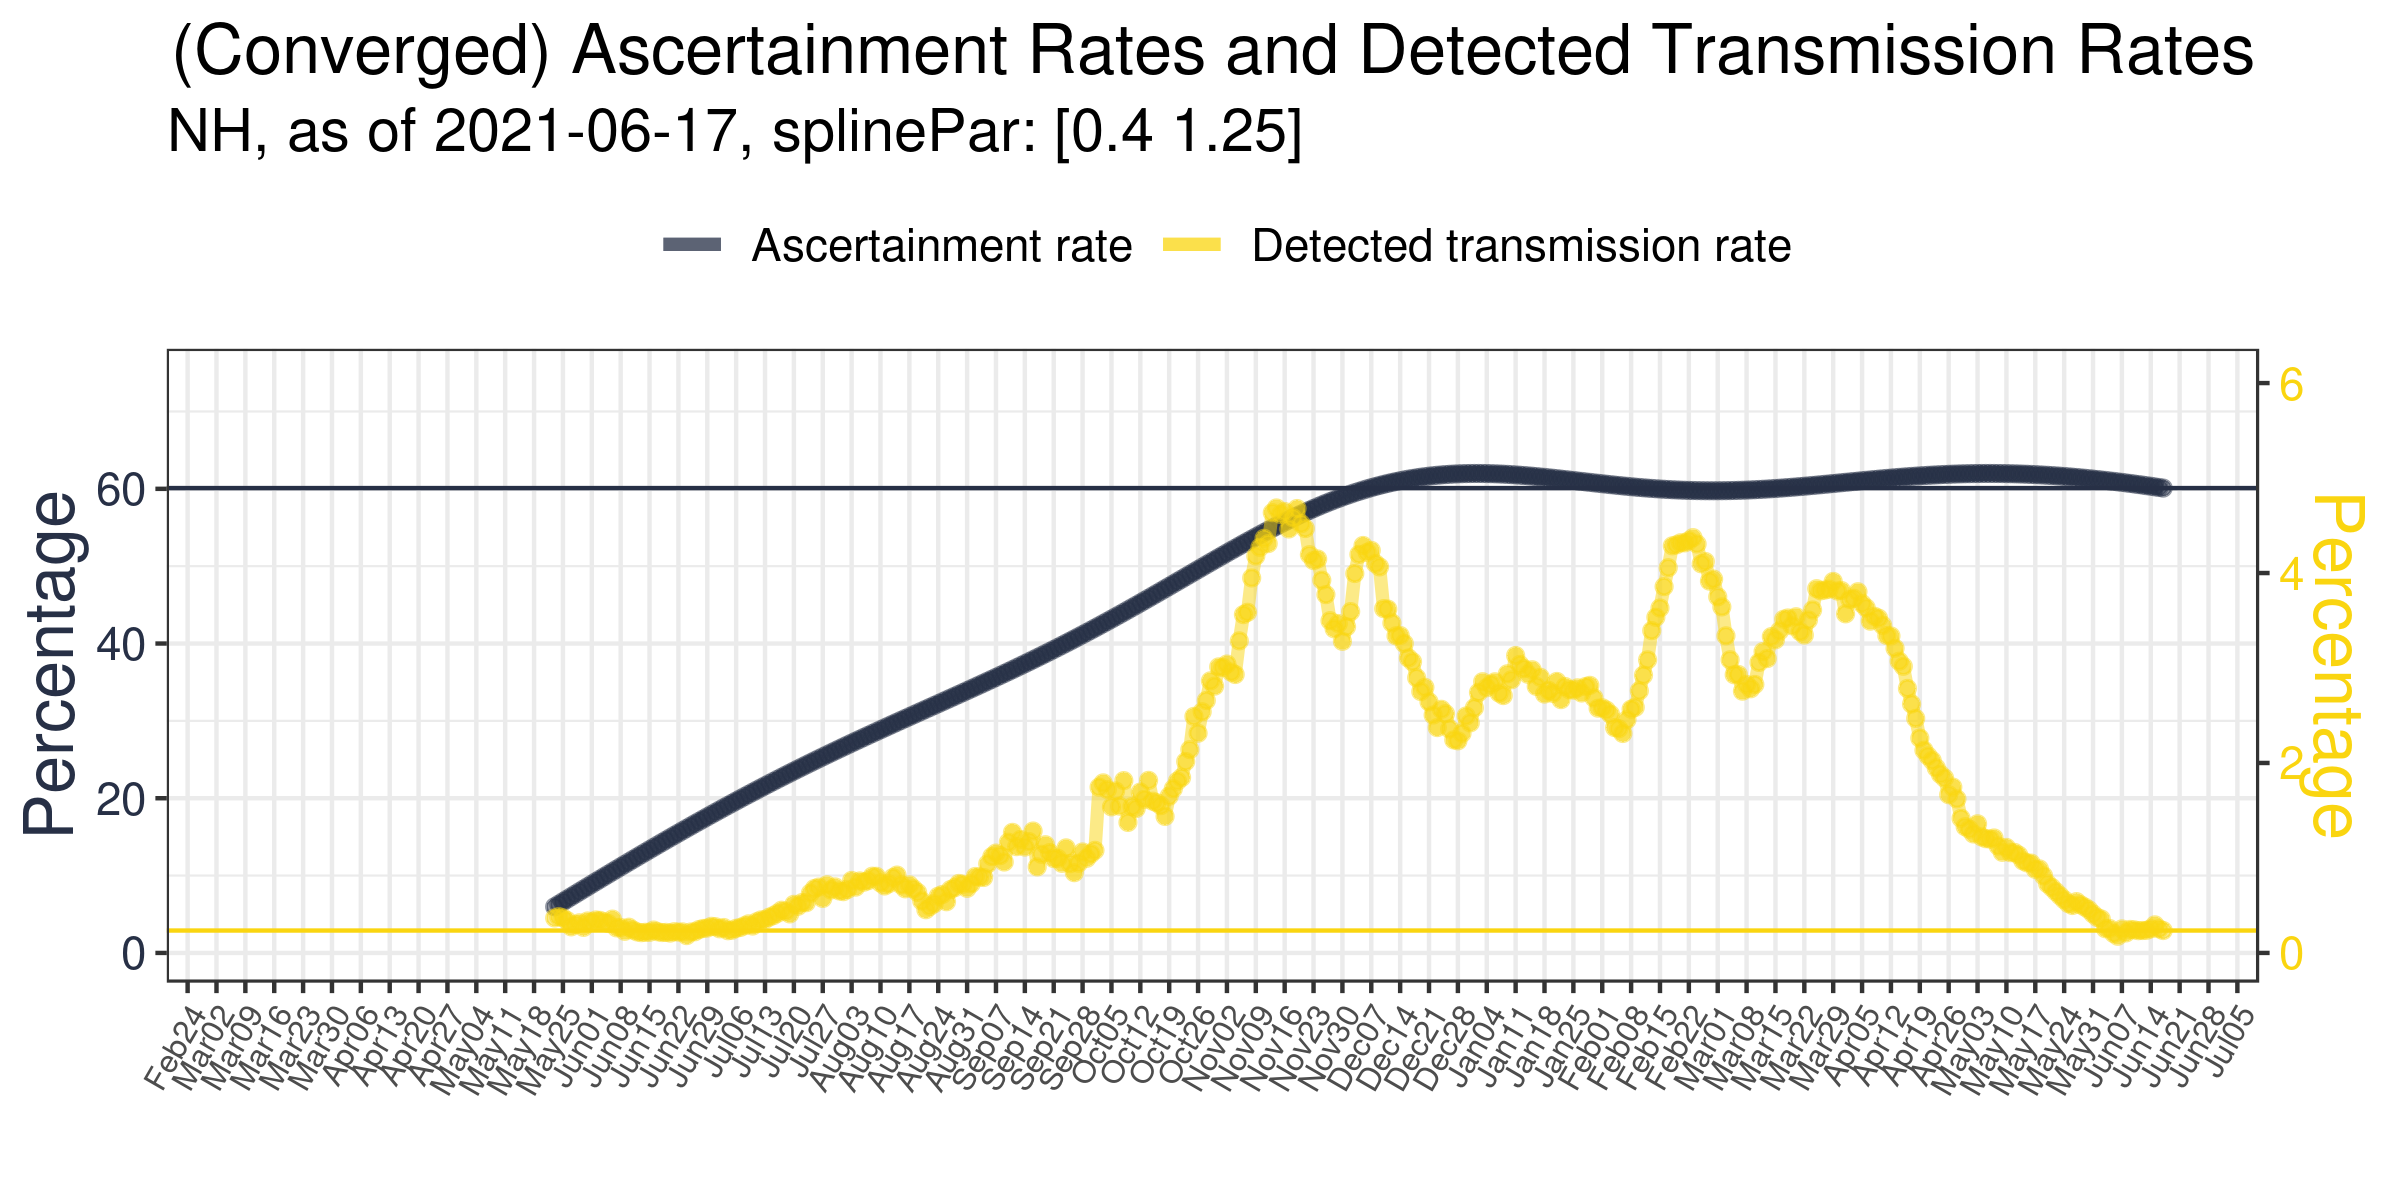 (Converged) Ascertainment Rates and Detected Transmission Rates
NH, as of 2021-06-17, splinePar: [0.4 1.25]
Ascertainment rate Detected transmission rate
Percentage
60
40
20
0
6
4
2
0
Percentage
Feb24 Mar02 Mar09 Mar16 Mar23 Mar30 Apr06 Apr13 Apr20 Apr27 May04 May11 May18 May25 Jun01 Jun08 Jun15 Jun22 Jun29 Jul06 Jul13 Jul20 Jul27 Aug03 Aug10 Aug17 Aug24 Aug31 Sep07 Sep14 Sep21 Sep28 Oct05 Oct12 Oct19 Oct26 Nov02 Nov09 Nov16 Nov23 Nov30 Dec07 Dec14 Dec21 Dec28 Jan04 Jan11 Jan18 Jan25 Feb01 Feb08 Feb15 Feb22 Mar01 Mar08 Mar15 Mar22 Mar29 Apr05 Apr12 Apr19 Apr26 May03 May10 May17 May24 May31 Jun07 Jun14 Jun21 Jun28 Jul05